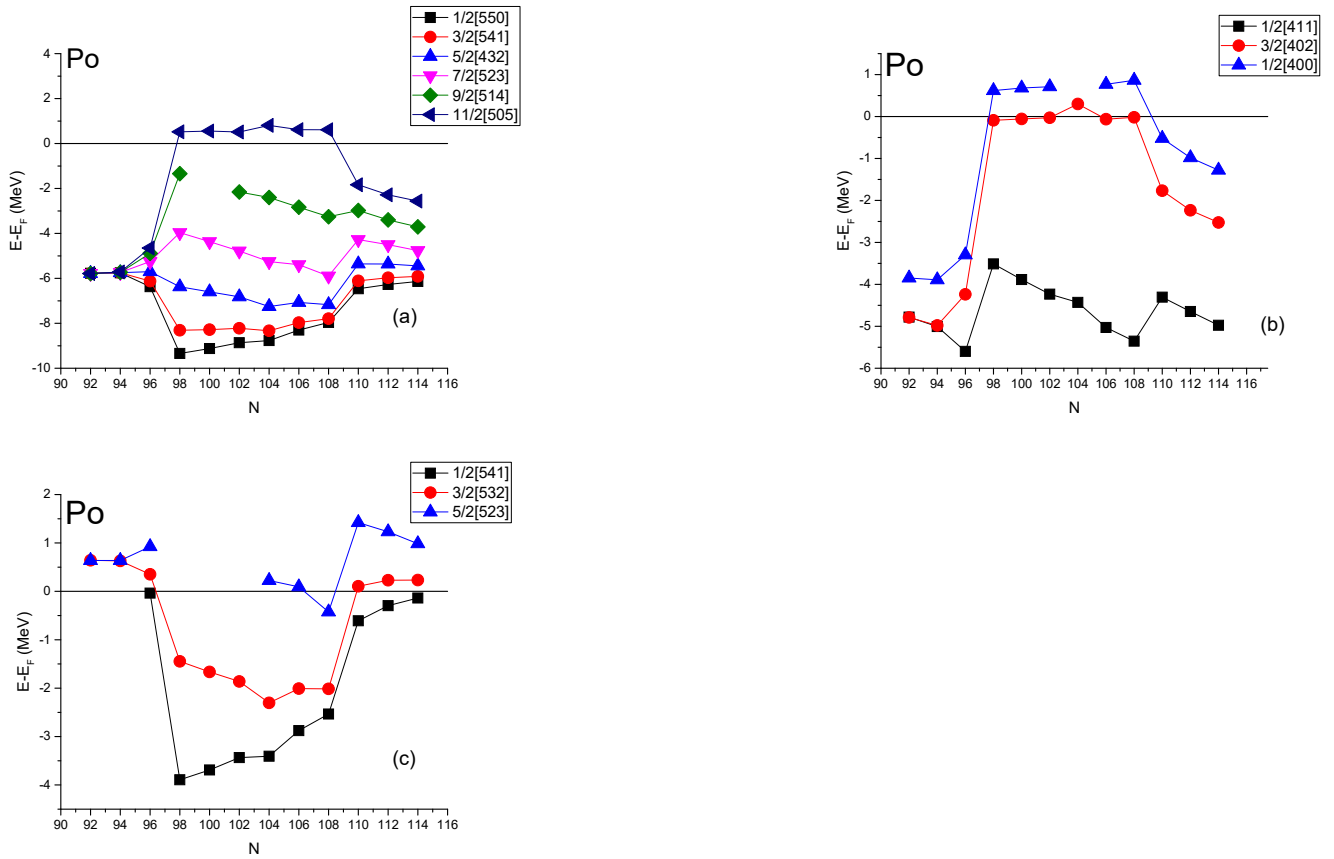 Po
1/2[550]
3/2[541]
5/2[432]
7/2[523]
9/2[514]
11/2[505]
4
2
0
-2
-4
-6
-8
-10
E-E_F (MeV)
90 92 94 96 98 100 102 104 106 108 110 112 114 116
N
(a)
Po
1/2[411]
3/2[402]
1/2[400]
1
0
-1
-2
-3
-4
-5
-6
E-E_F (MeV)
90 92 94 96 98 100 102 104 106 108 110 112 114 116
N
(b)
Po
1/2[541]
3/2[532]
5/2[523]
2
1
0
-1
-2
-3
-4
E-E_F (MeV)
90 92 94 96 98 100 102 104 106 108 110 112 114 116
N
(c)